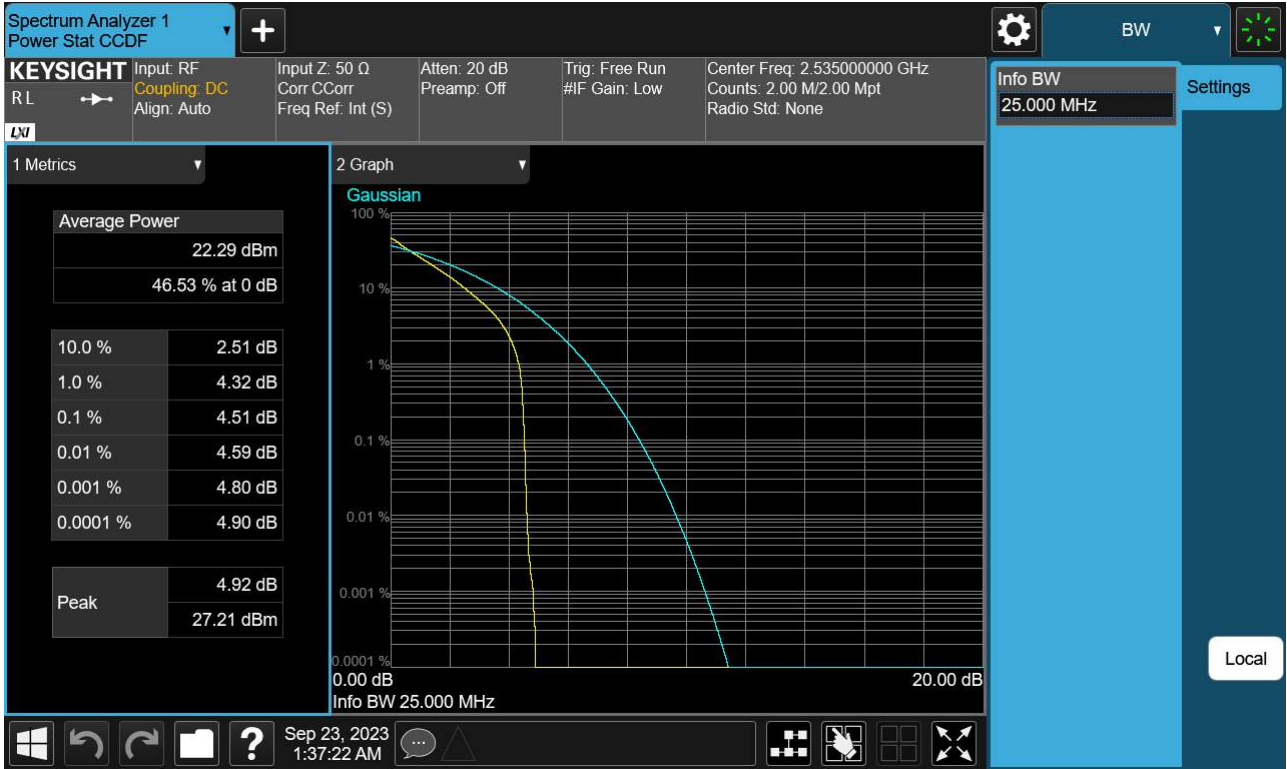 Spectrum Analyzer 1
Power Stat CCDF
BW
KEYSIGHT
R L
LXI
Input: RF
Coupling: DC
Align: Auto
Input Z: 50 Ω
Corr CCorr
Freq Ref: Int (S)
Atten: 20 dB
Preamp: Off
Trig: Free Run
#IF Gain: Low
Center Freq: 2.535000000 GHz
Counts: 2.00 M/2.00 Mpt
Radio Std: None
Info BW
25.000 MHz
Settings
1 Metrics
Average Power
22.29 dBm
46.53 % at 0 dB
10.0 % 2.51 dB
1.0 % 4.32 dB
0.1 % 4.51 dB
0.01 % 4.59 dB
0.001 % 4.80 dB
0.0001 % 4.90 dB
Peak
4.92 dB
27.21 dBm
2 Graph
Gaussian
100 %
10 %
1 %
0.1 %
0.01 %
0.001 %
0.0001 %
0.00 dB 20.00 dB
Info BW 25.000 MHz
Local
?
Sep 23, 2023
1:37:22 AM